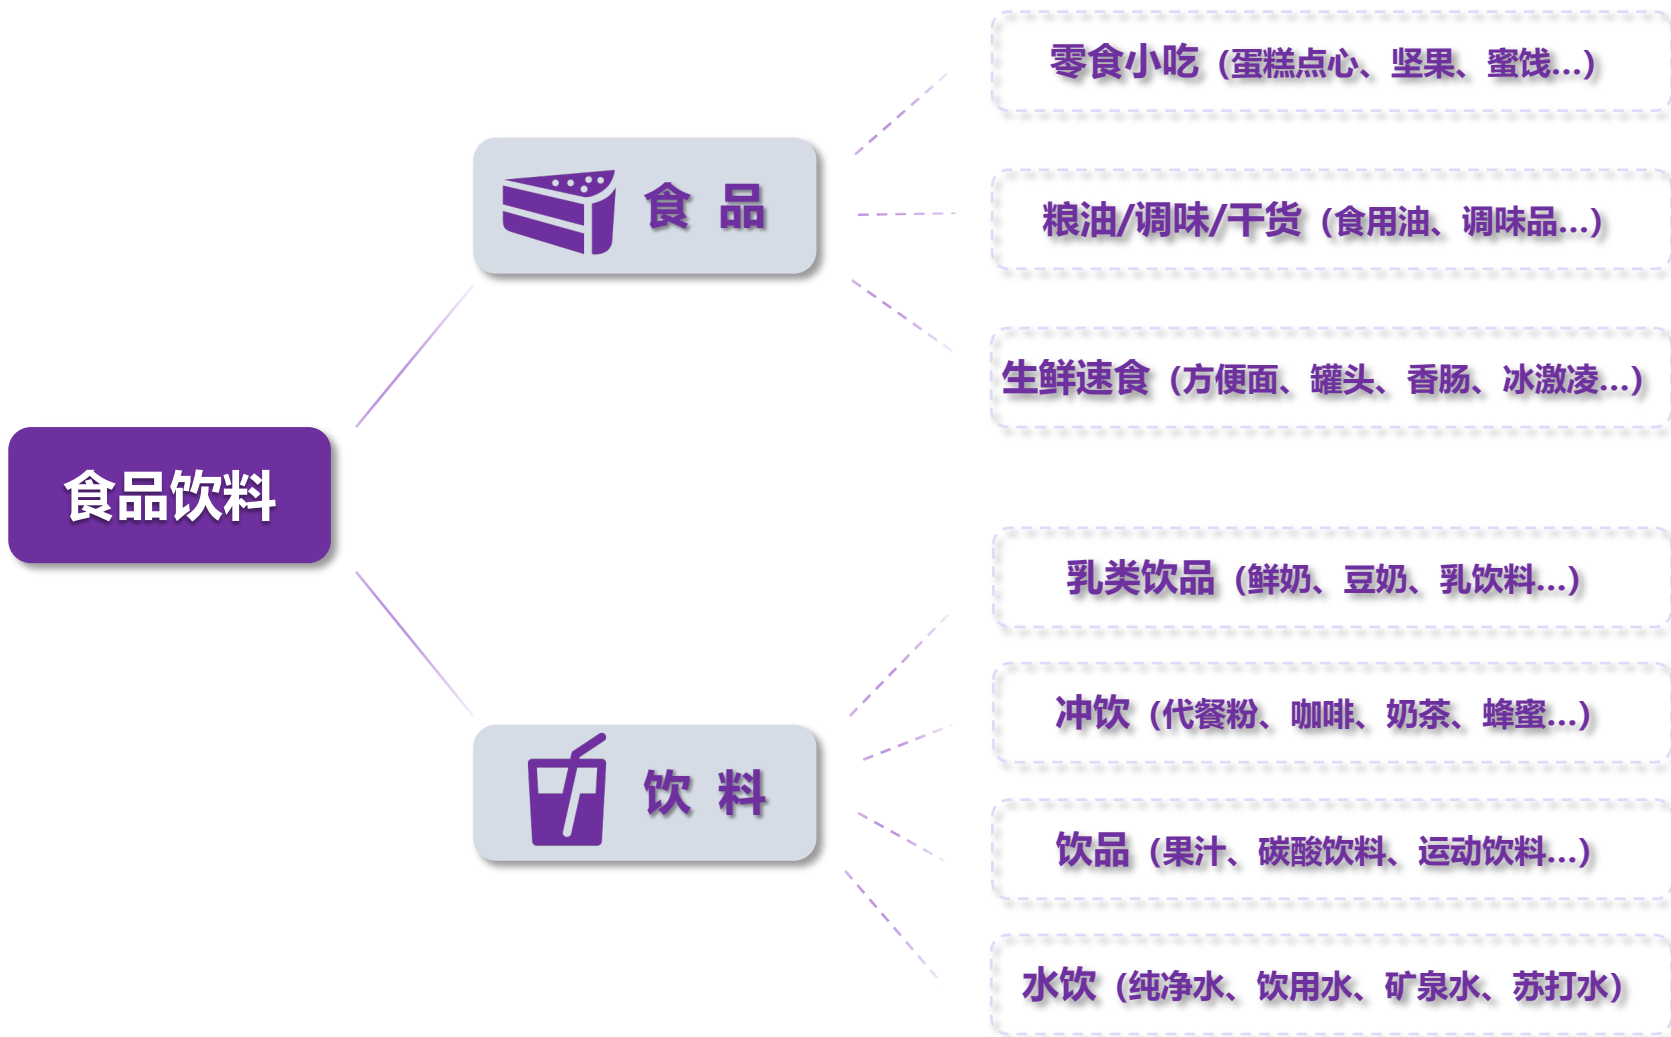 食品饮料
食 品
零食小吃（蛋糕点心、坚果、蜜饯...）
粮油/调味/干货（食用油、调味品...）
生鲜速食（方便面、罐头、香肠、冰激凌...）
饮 料
乳类饮品（鲜奶、豆奶、乳饮料...）
冲饮（代餐粉、咖啡、奶茶、蜂蜜...）
饮品（果汁、碳酸饮料、运动饮料...）
水饮（纯净水、饮用水、矿泉水、苏打水）